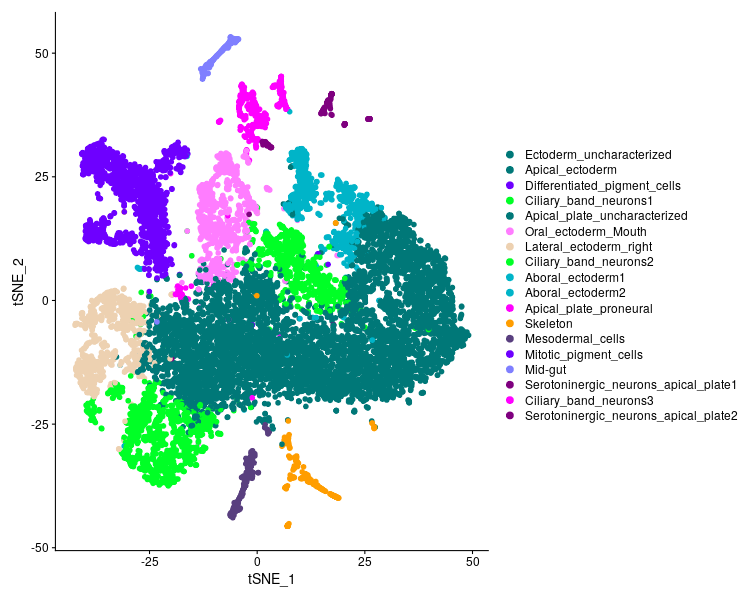 50
25
0
-25
-50
tSNE_2
-25
0
25
50
tSNE_1
Ectoderm_uncharacterized
Apical_ectoderm
Differentiated_pigment_cells
Ciliary_band_neurons1
Apical_plate_uncharacterized
Oral_ectoderm_Mouth
Lateral_ectoderm_right
Ciliary_band_neurons2
Aboral_ectoderm1
Aboral_ectoderm2
Apical_plate_proneural
Skeleton
Mesodermal_cells
Mitotic_pigment_cells
Mid-gut
Serotoninergic_neurons_apical_plate1
Ciliary_band_neurons3
Serotoninergic_neurons_apical_plate2